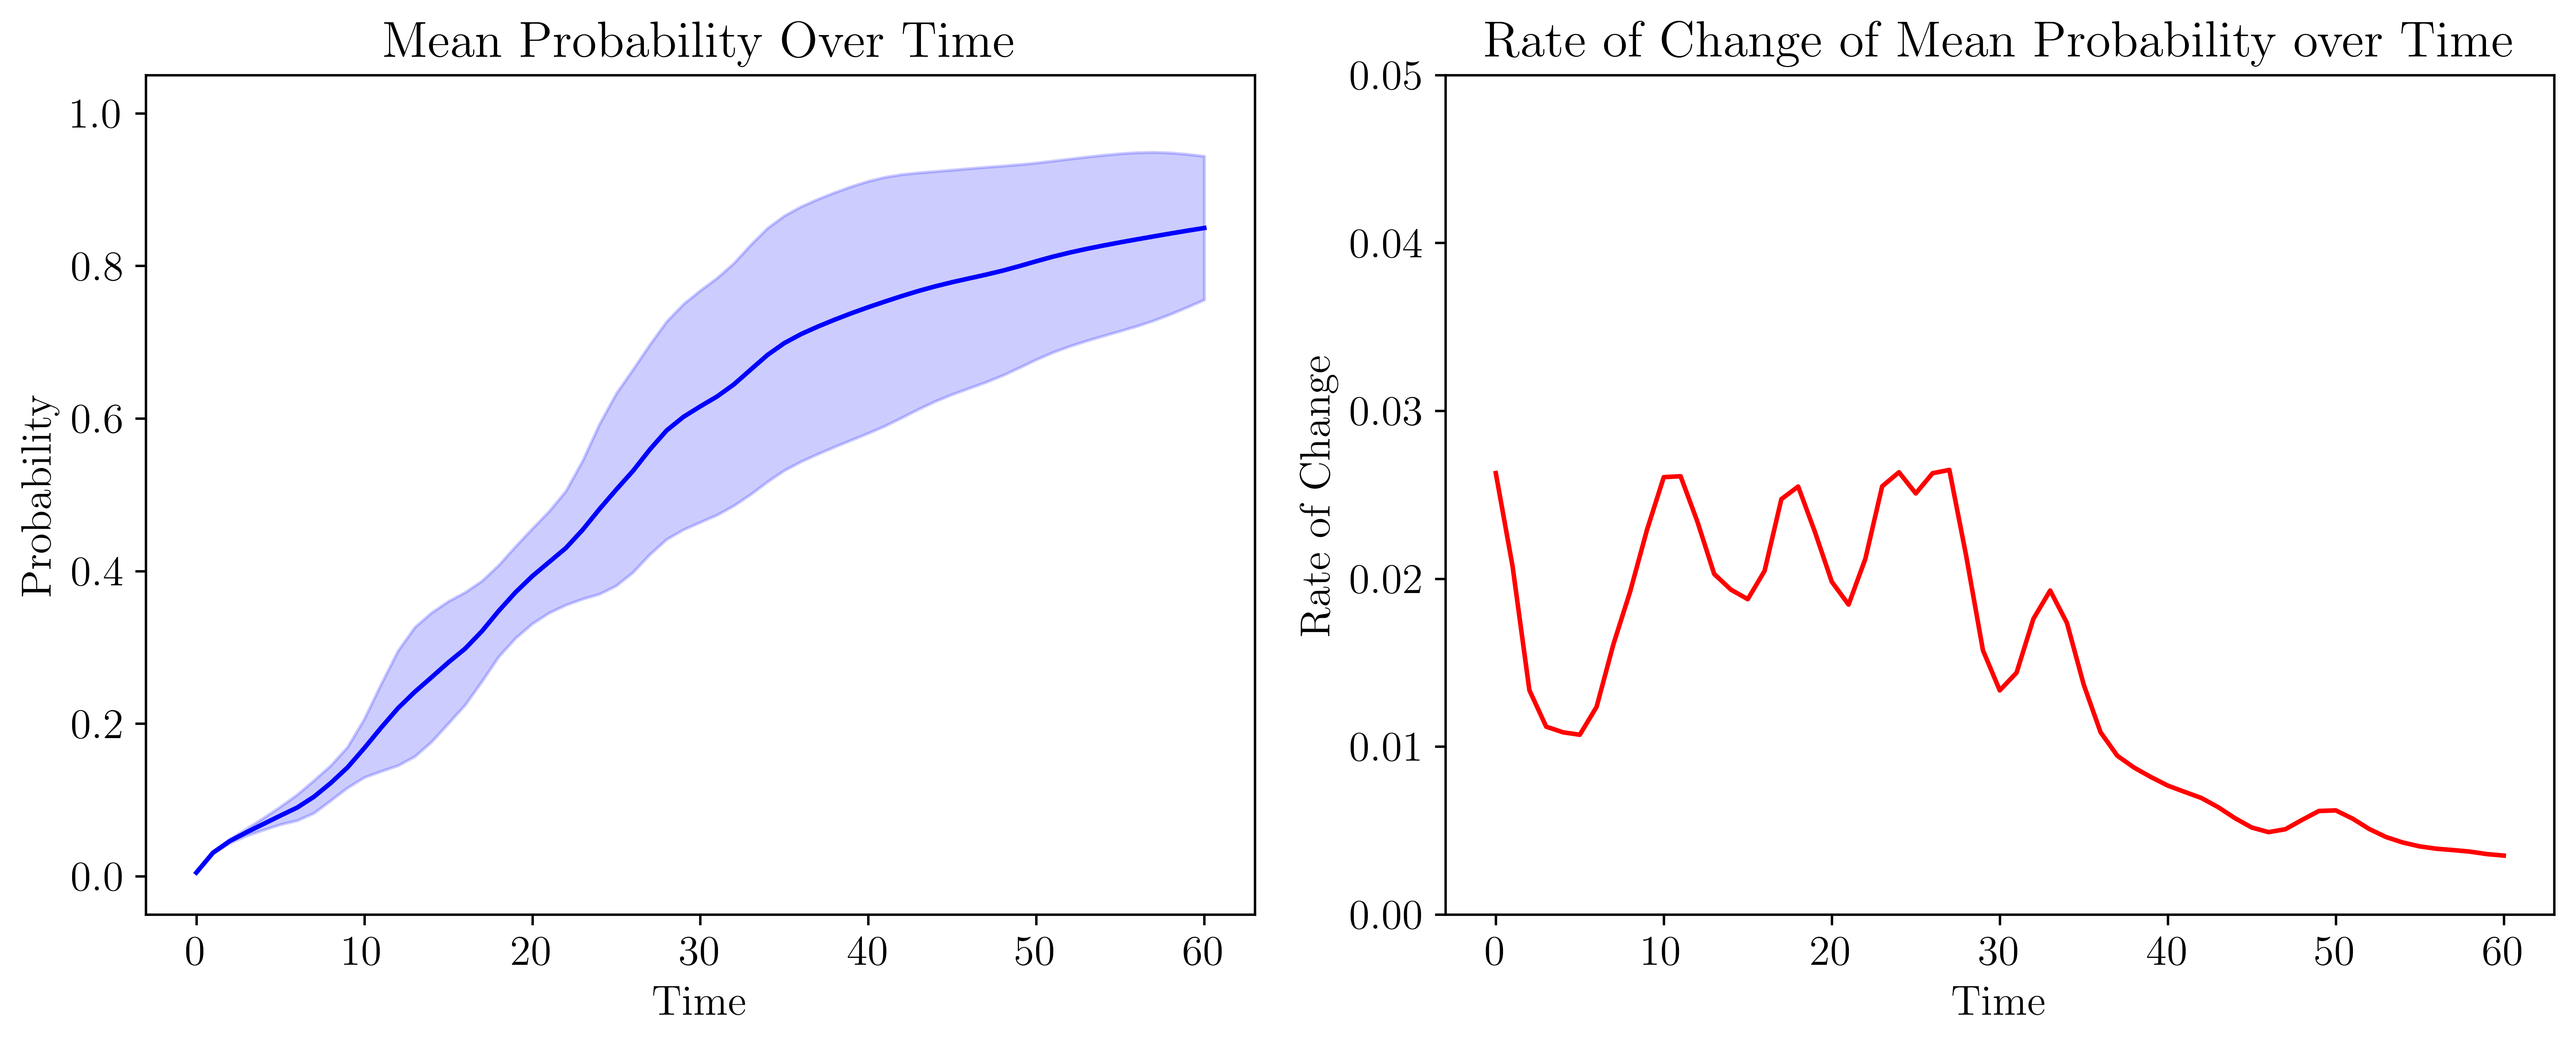 Mean Probability Over Time
Probability
1.0
0.8
0.6
0.4
0.2
0.0
0 10 20 30 40 50 60
Time
Rate of Change of Mean Probability over Time
Rate of Change
0.05
0.04
0.03
0.02
0.01
0.00
0 10 20 30 40 50 60
Time